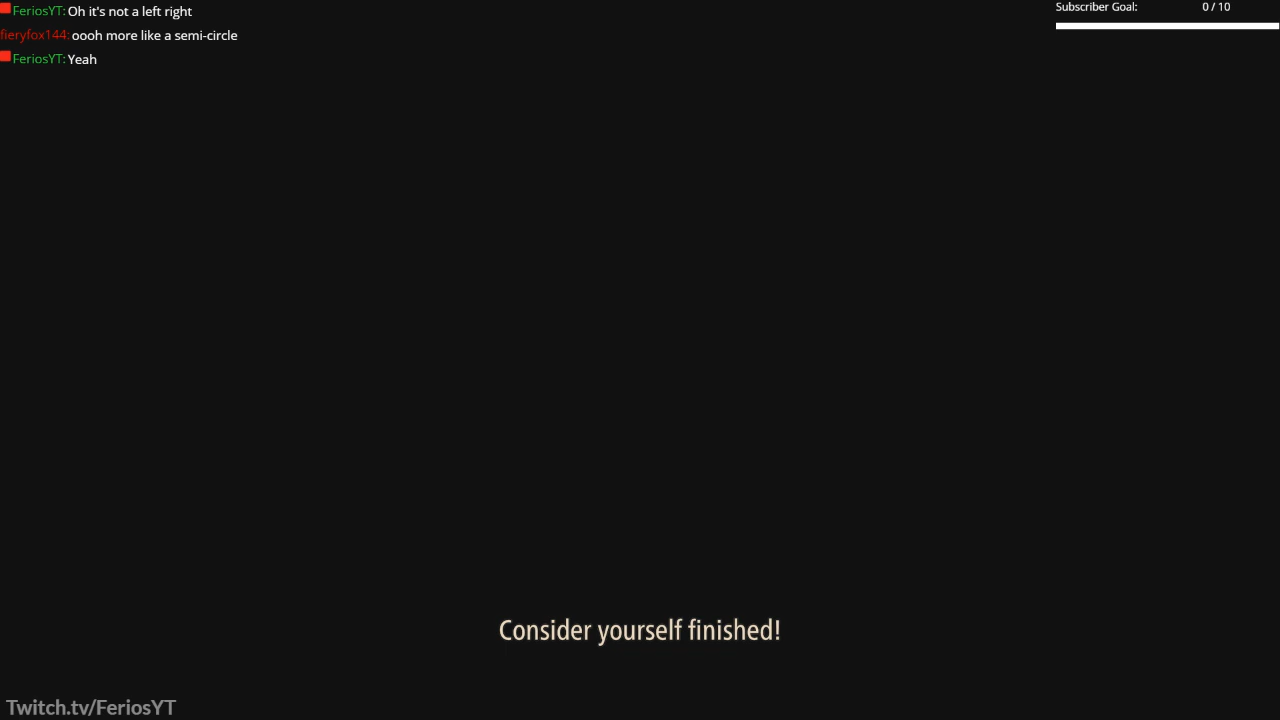 FeriosYT: Oh it's not a left right
Subscriber Goal: 0 / 10
fieryfox144: oooh more like a semi-circle
FeriosYT: Yeah
Consider yourself finished!
Twitch.tv/FeriosYT